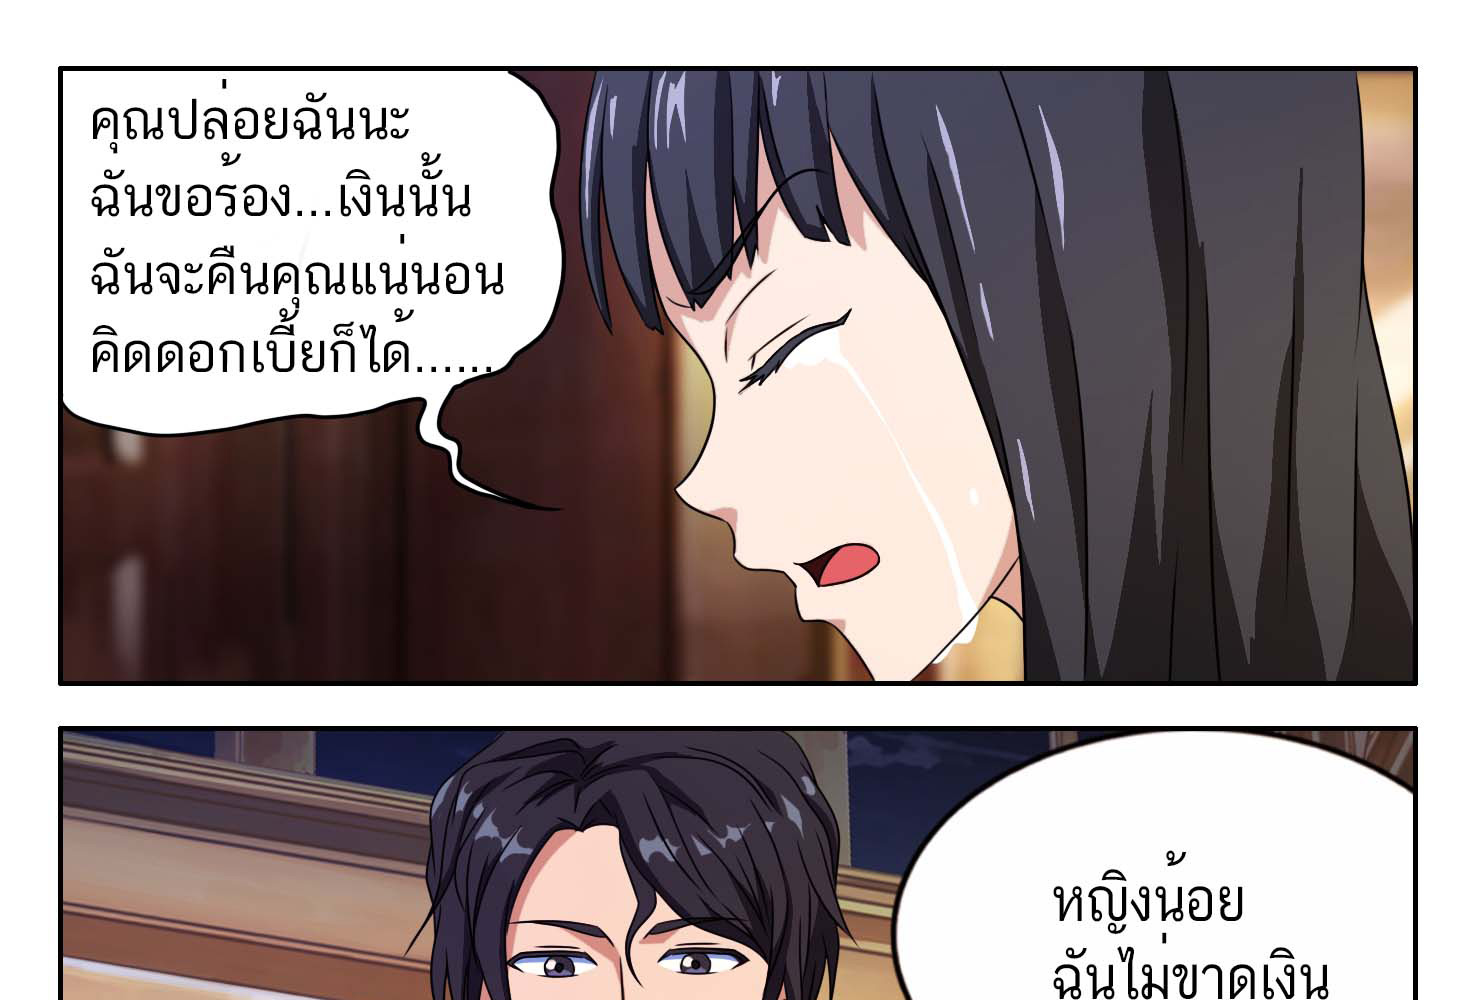 คุณปล่อยฉันนะ
ฉันขอร้อง...เงินนั้น
ฉันจะคืนคุณแน่นอน
คิดดอกเบี้ยก็ได้......
หญิงน้อย
ฉันไม่ขาดเงิน